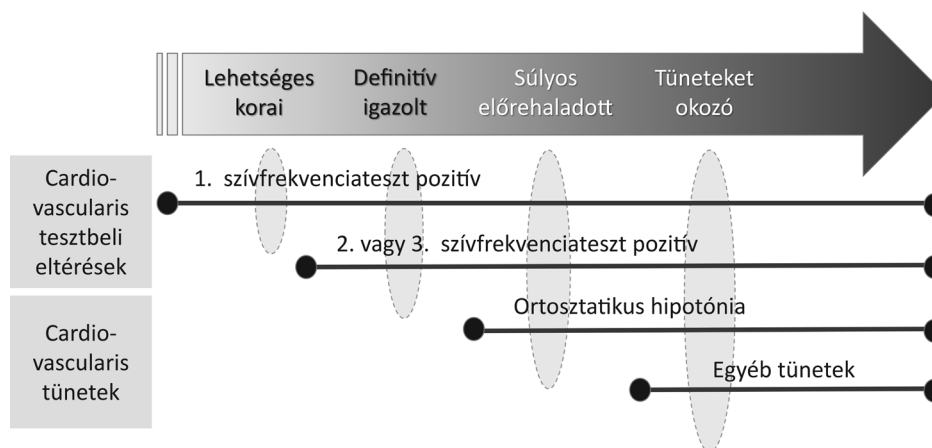 Lehetséges
korai
Definitív
igazolt
Súlyos
előrehaladott
Tüneteket
okozó
Cardio-
vascularis
tesztbeli
eltérések
1. szívfrekvenciateszt pozitív
2. vagy 3. szívfrekvenciateszt pozitív
Cardio-
vascularis
tünetek
Ortosztatikus hipotónia
Egyéb tünetek